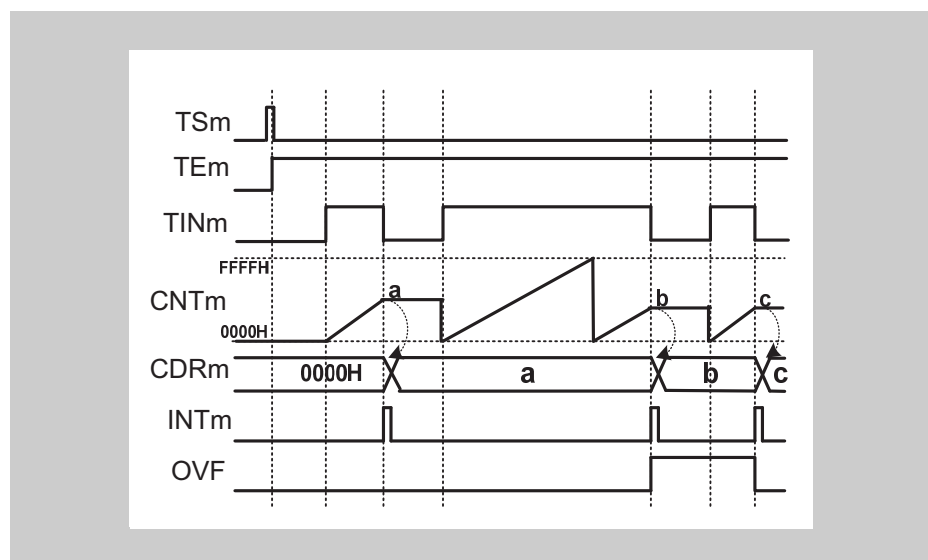 TSm
TEm
TINm
FFFFH
CNTm
a
b
c
0000H
CDRm
0000H
a
b
c
INTm
OVF